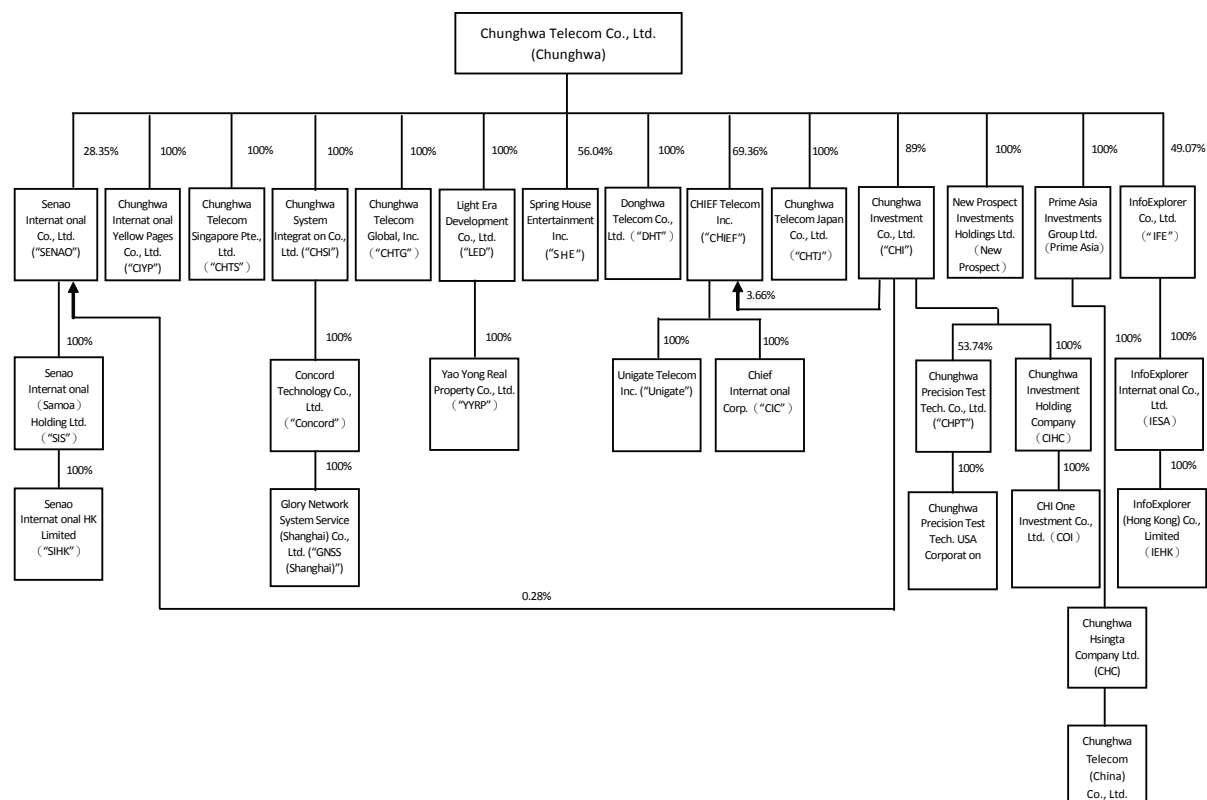 Chunghwa Telecom Co., Ltd.
(Chunghwa)
28.35%
100%
100%
100%
100%
100%
56.04%
100%
69.36%
100%
89%
100%
100%
49.07%
Senao
Internat onal
Co., Ltd.
("SENAO")
Chunghwa
Internat onal
Yellow Pages
Co., Ltd.
("CIYP")
Chunghwa
Telecom
Singapore Pte.,
Ltd.
("CHTS")
Chunghwa
System
Integrat on Co.,
Ltd. ("CHSI")
Chunghwa
Telecom
Global, Inc.
("CHTG")
Light Era
Development
Co., Ltd.
("LED")
Spring House
Entertainment
Inc.
("SHE")
Donghwa
Telecom Co.,
Ltd. ("DHT")
CHIEF Telecom
Inc.
("CHIEF")
Chunghwa
Telecom Japan
Co., Ltd.
("CHTJ")
Chunghwa
Investment
Co., Ltd.
("CHI")
New Prospect
Investments
Holdings Ltd.
(New
Prospect)
Prime Asia
Investments
Group Ltd.
(Prime Asia)
InfoExplorer
Co., Ltd.
("IFE")
3.66%
100%
100%
100%
100%
100%
53.74%
100%
100%
100%
Senao
Internat onal
(Samoa)
Holding Ltd.
("SIS")
Concord
Technology Co.,
Ltd.
("Concord")
Yao Yong Real
Property Co., Ltd.
("YYRP")
Unigate Telecom
Inc. ("Unigate")
Chief
Internat onal
Corp. ("CIC")
Chunghwa
Precision Test
Tech. Co., Ltd.
("CHPT")
Chunghwa
Investment
Holding
Company
(CIHC)
InfoExplorer
Internat onal Co.,
Ltd.
(IESA)
100%
100%
100%
100%
100%
Senao
Internat onal HK
Limited
("SIHK")
Glory Network
System Service
(Shanghai) Co.,
Ltd. ("GNSS
(Shanghai)")
Chunghwa
Precision Test
Tech. USA
Corporat on
CHI One
Investment Co.,
Ltd. (COI)
InfoExplorer
(Hong Kong) Co.,
Limited
(IEHK)
0.28%
Chunghwa
Hsingta
Company Ltd.
(CHC)
Chunghwa
Telecom
(China)
Co., Ltd.